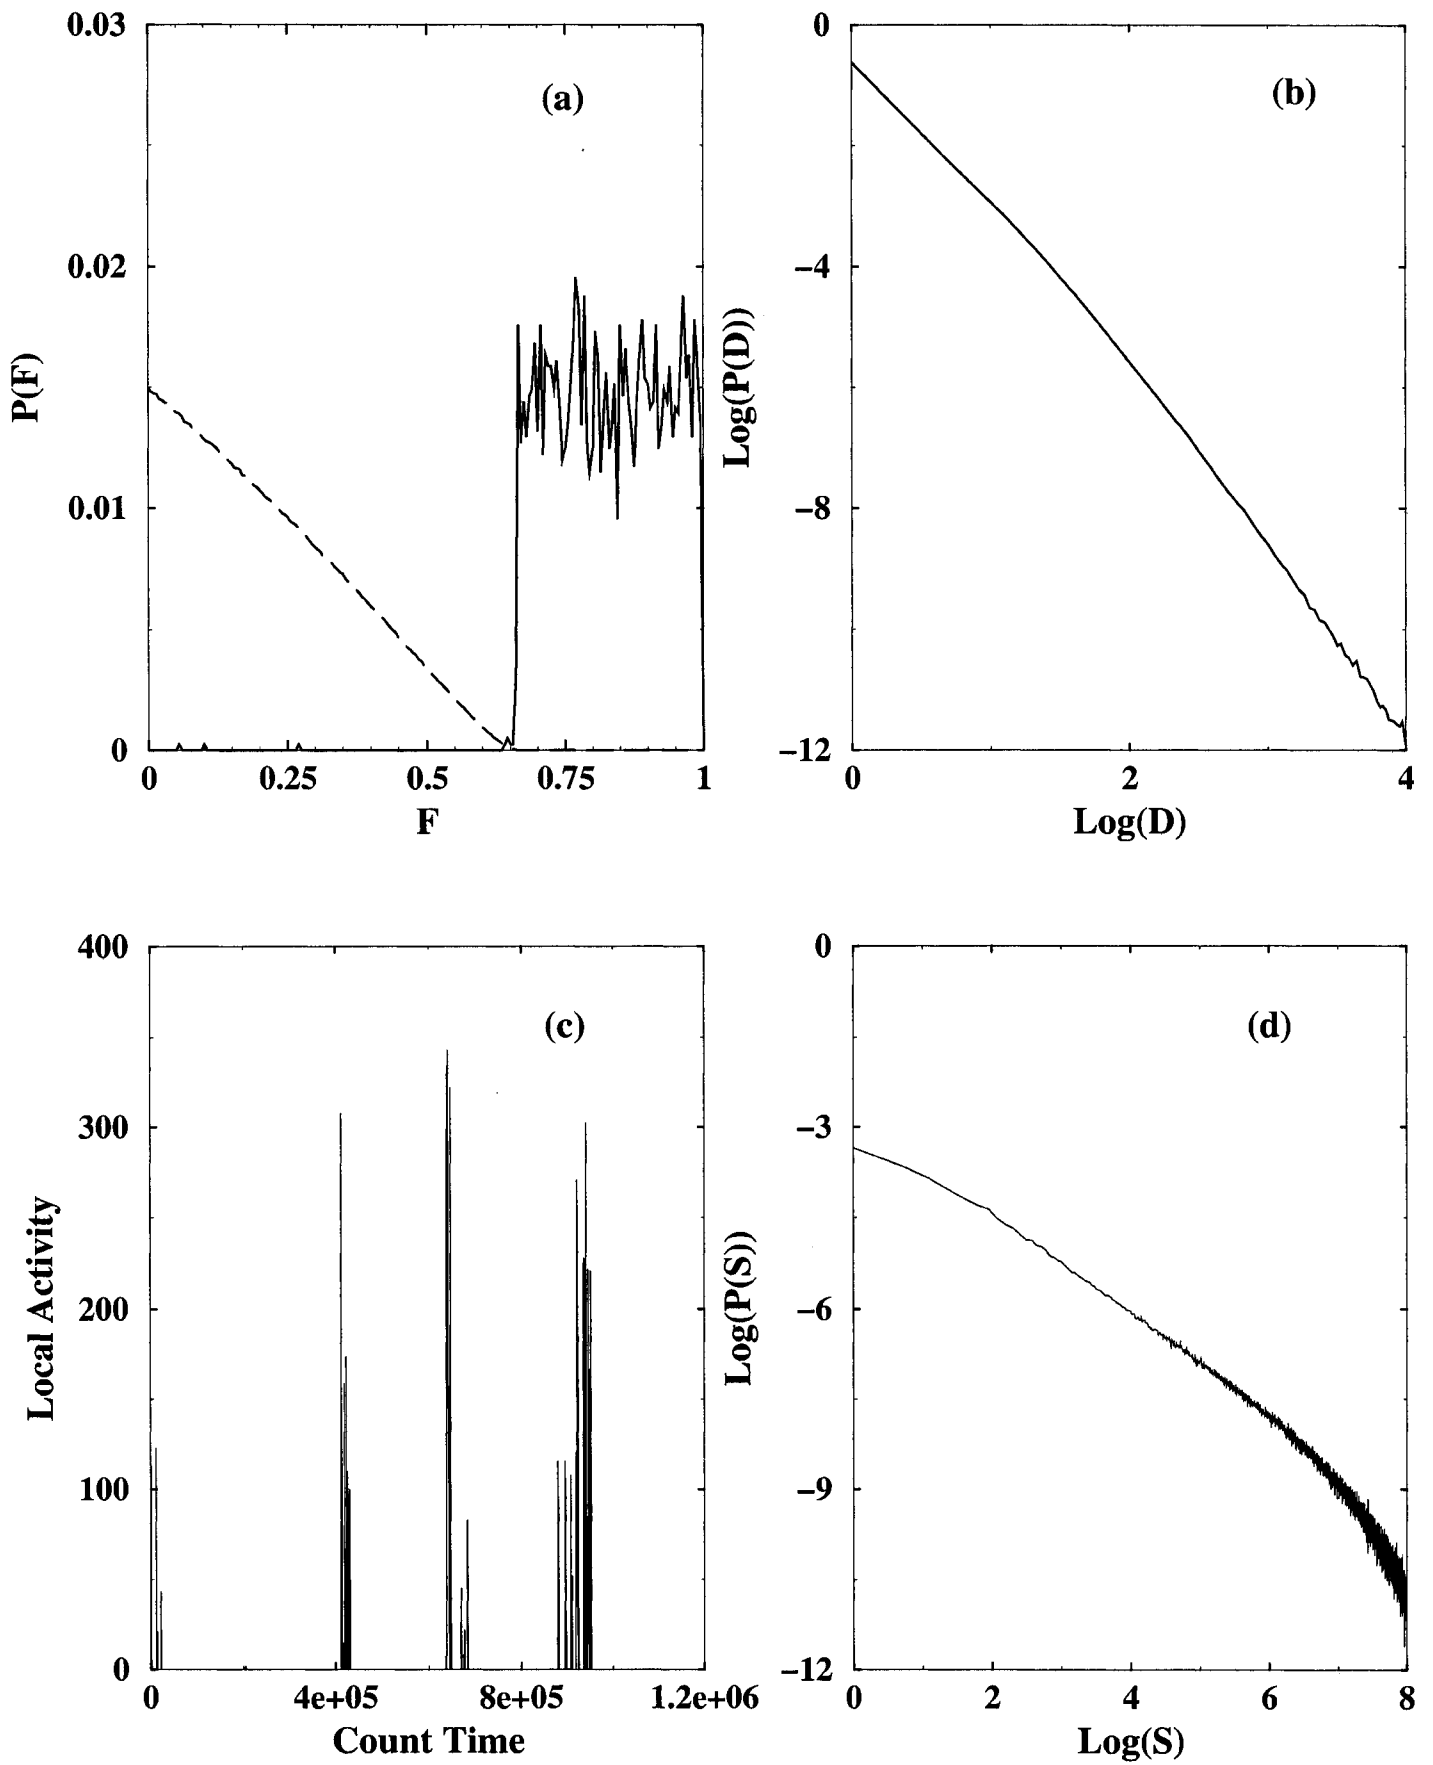 0.03
0.02
0.01
0
P(F)
(a)
0 0.25 0.5 0.75 1
F
0
−4
−8
−12
Log(P(D))
(b)
0 2 4
Log(D)
400
300
200
100
0
Local Activity
(c)
0 4e+05 8e+05 1.2e+06
Count Time
0
−3
−6
−9
−12
Log(P(S))
(d)
0 2 4 6 8
Log(S)